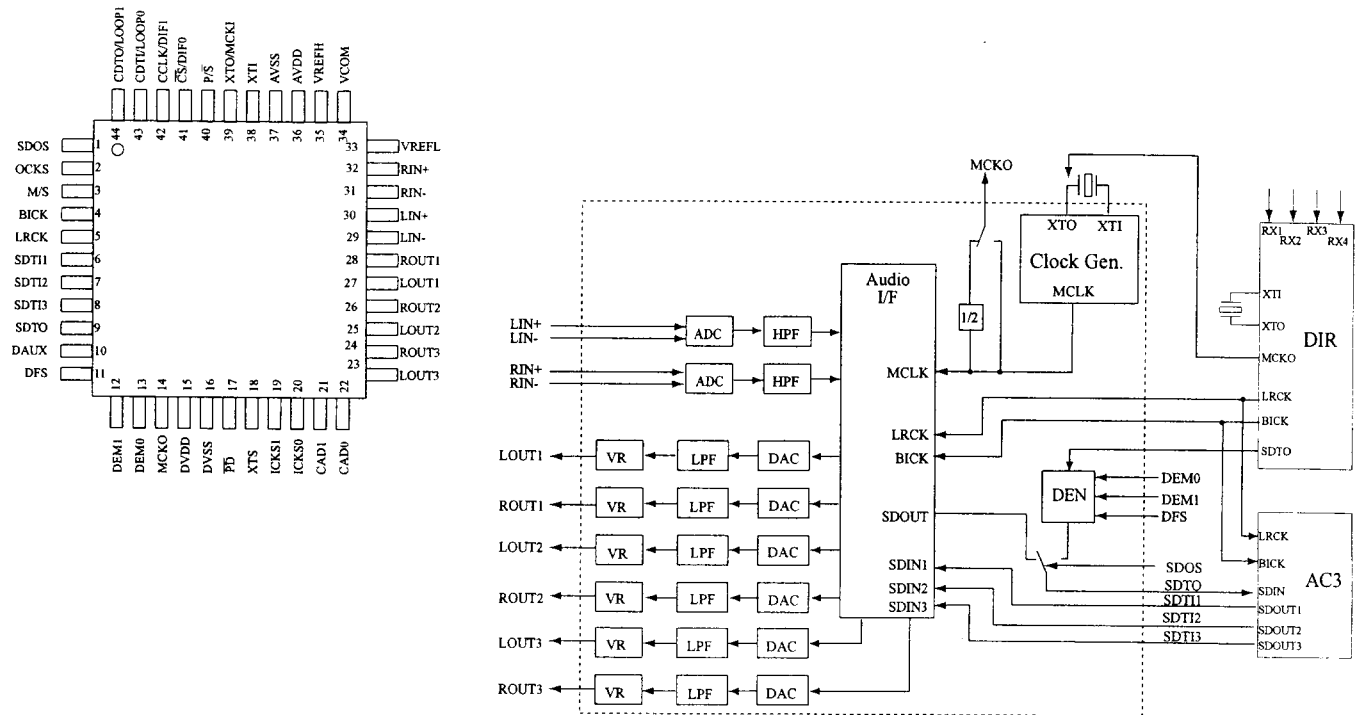 CDTO/LOOP1
CDTI/LOOP0
CCLK/DIF1
CS/DIF0
P/S
XTO/MCKI
XTI
AVSS
AVDD
VREFH
VCOM
44 43 42 41 40 39 38 37 36 35 34
SDOS 1
OCKS 2
M/S 3
BICK 4
LRCK 5
SDTI1 6
SDTI2 7
SDTI3 8
SDTO 9
DAUX 10
DFS 11
33 VREFL
32 RIN+
31 RIN-
30 LIN+
29 LIN-
28 ROUT1
27 LOUT1
26 ROUT2
25 LOUT2
24 ROUT3
23 LOUT3
12 13 14 15 16 17 18 19 20 21 22
DEM1
DEM0
MCKO
DVDD
DVSS
PD
XTS
ICKS1
ICKS0
CAD1
CAD0
MCKO
XTO XTI
Clock Gen.
MCLK
1/2
Audio
I/F
MCLK
LRCK
BICK
SDOUT
SDIN1
SDIN2
SDIN3
LIN+
LIN-
ADC HPF
RIN+
RIN-
ADC HPF
LOUT1 VR LPF DAC
ROUT1 VR LPF DAC
LOUT2 VR LPF DAC
ROUT2 VR LPF DAC
LOUT3 VR LPF DAC
ROUT3 VR LPF DAC
DEN
DEM0
DEM1
DFS
SDOS
SDTO
SDTI1
SDTI2
SDTI3
RX1
RX2
RX3
RX4
XTI
XTO
DIR
MCKO
LRCK
BICK
SDTO
LRCK
BICK
AC3
SDIN
SDOUT1
SDOUT2
SDOUT3